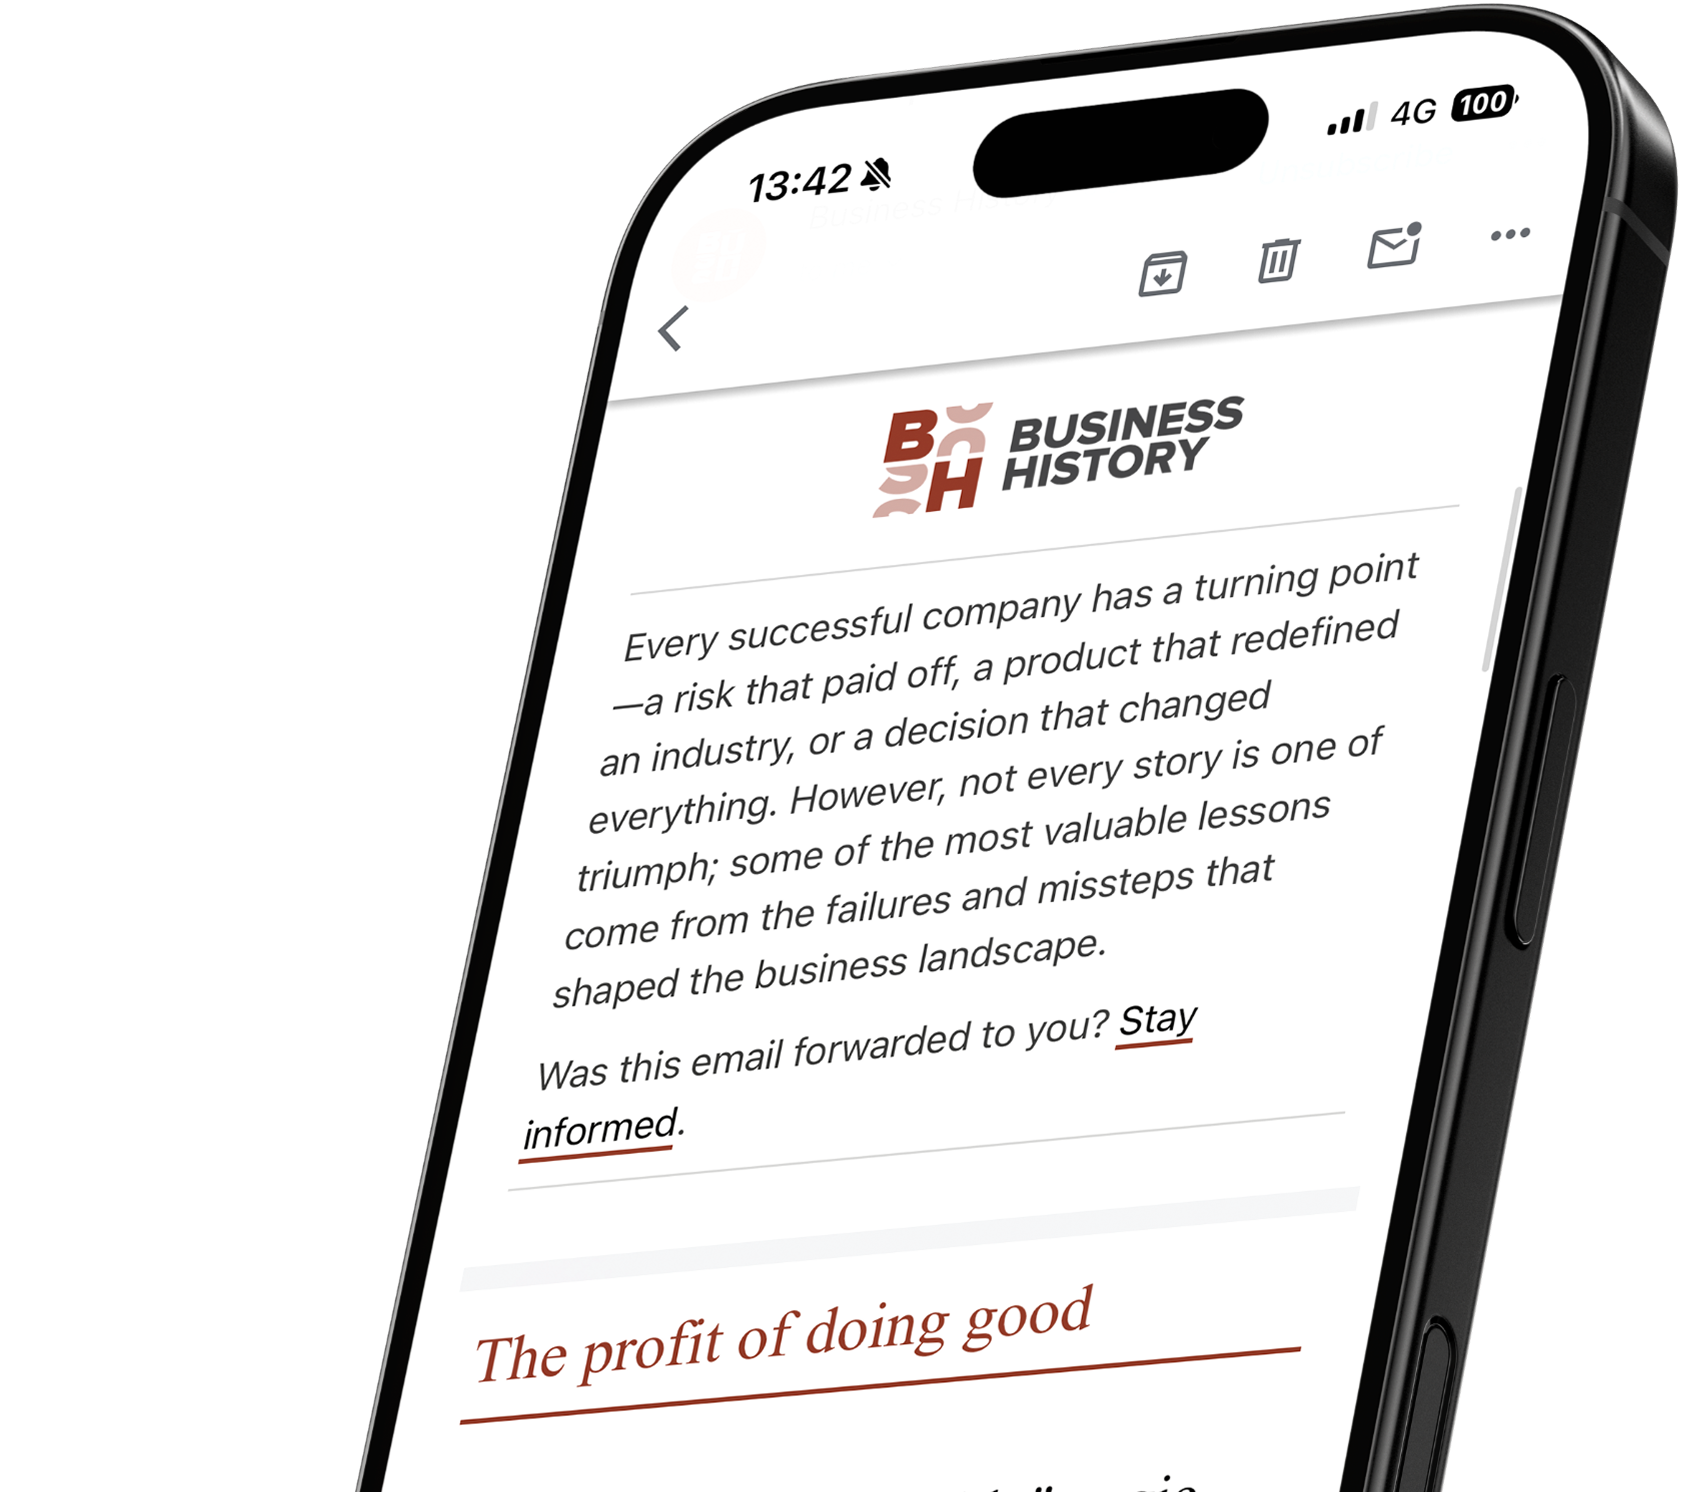 13:42
4G 100
BUSINESS
HISTORY
Every successful company has a turning point
—a risk that paid off, a product that redefined
an industry, or a decision that changed
everything. However, not every story is one of
triumph; some of the most valuable lessons
come from the failures and missteps that
shaped the business landscape.
Was this email forwarded to you? Stay
informed.
The profit of doing good